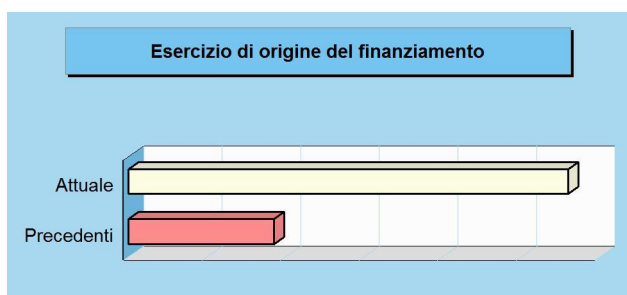 Esercizio di origine del finanziamento
Attuale
Precedenti